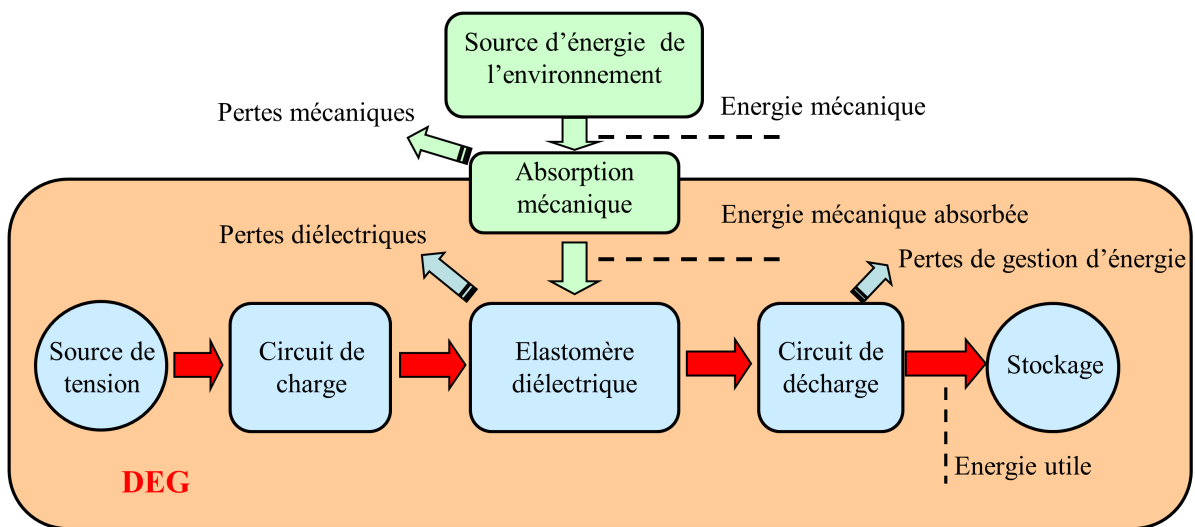 Source d’énergie de
l’environnement
Energie mécanique
Pertes mécaniques
Absorption
mécanique
Energie mécanique absorbée
Pertes diélectriques
Pertes de gestion d’énergie
Source de
tension
Circuit de
charge
Elastomère
diélectrique
Circuit de
décharge
Stockage
Energie utile
DEG